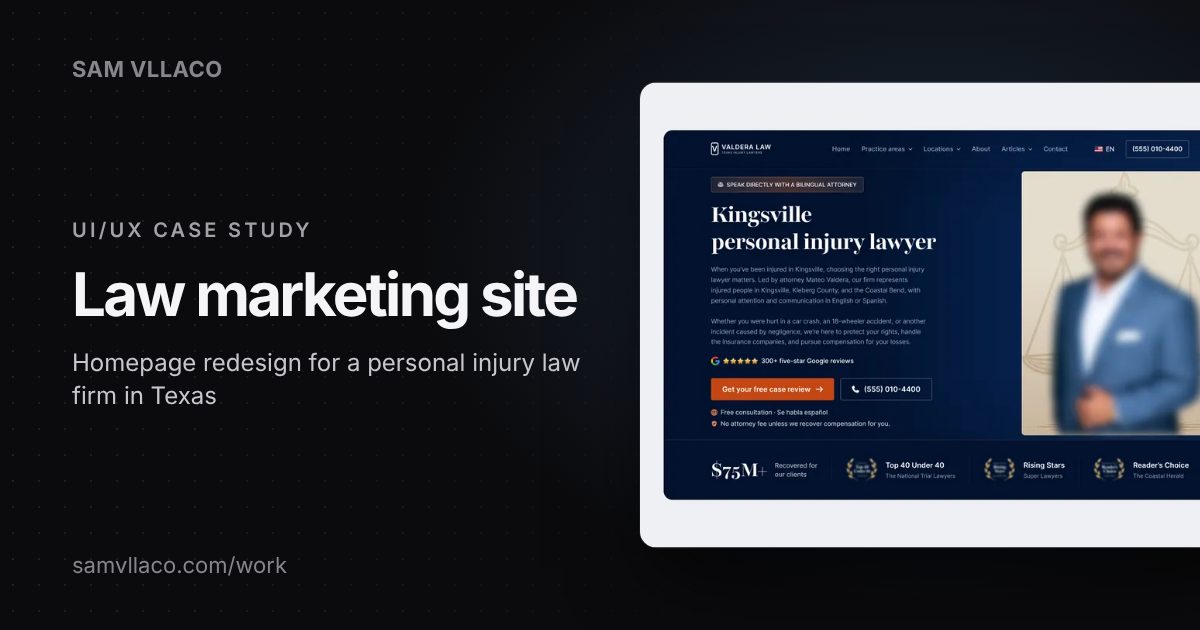 SAM VLLACO
UI/UX CASE STUDY
Law marketing site
Homepage redesign for a personal injury law
firm in Texas
samvllaco.com/work
VALDERA LAW
TEXAS INJURY LAWYERS
Home Practice areas Locations About Articles Contact EN (555) 010-4400
SPEAK DIRECTLY WITH A BILINGUAL ATTORNEY
Kingsville
personal injury lawyer
When you've been injured in Kingsville, choosing the right personal injury
lawyer matters. Led by attorney Mateo Valdera, our firm represents
injured people in Kingsville, Kleberg County, and the Coastal Bend, with
personal attention and communication in English or Spanish.
Whether you were hurt in a car crash, an 18-wheeler accident, or another
incident caused by negligence, we're here to protect your rights, handle
the insurance companies, and pursue compensation for your losses.
300+ five-star Google reviews
Get your free case review → (555) 010-4400
Free consultation · Se habla español
No attorney fee unless we recover compensation for you.
$75M+ Recovered for
our clients
Top 40 Under 40
The National Trial Lawyers
Rising Stars
Super Lawyers
Reader's Choice
The Coastal Herald